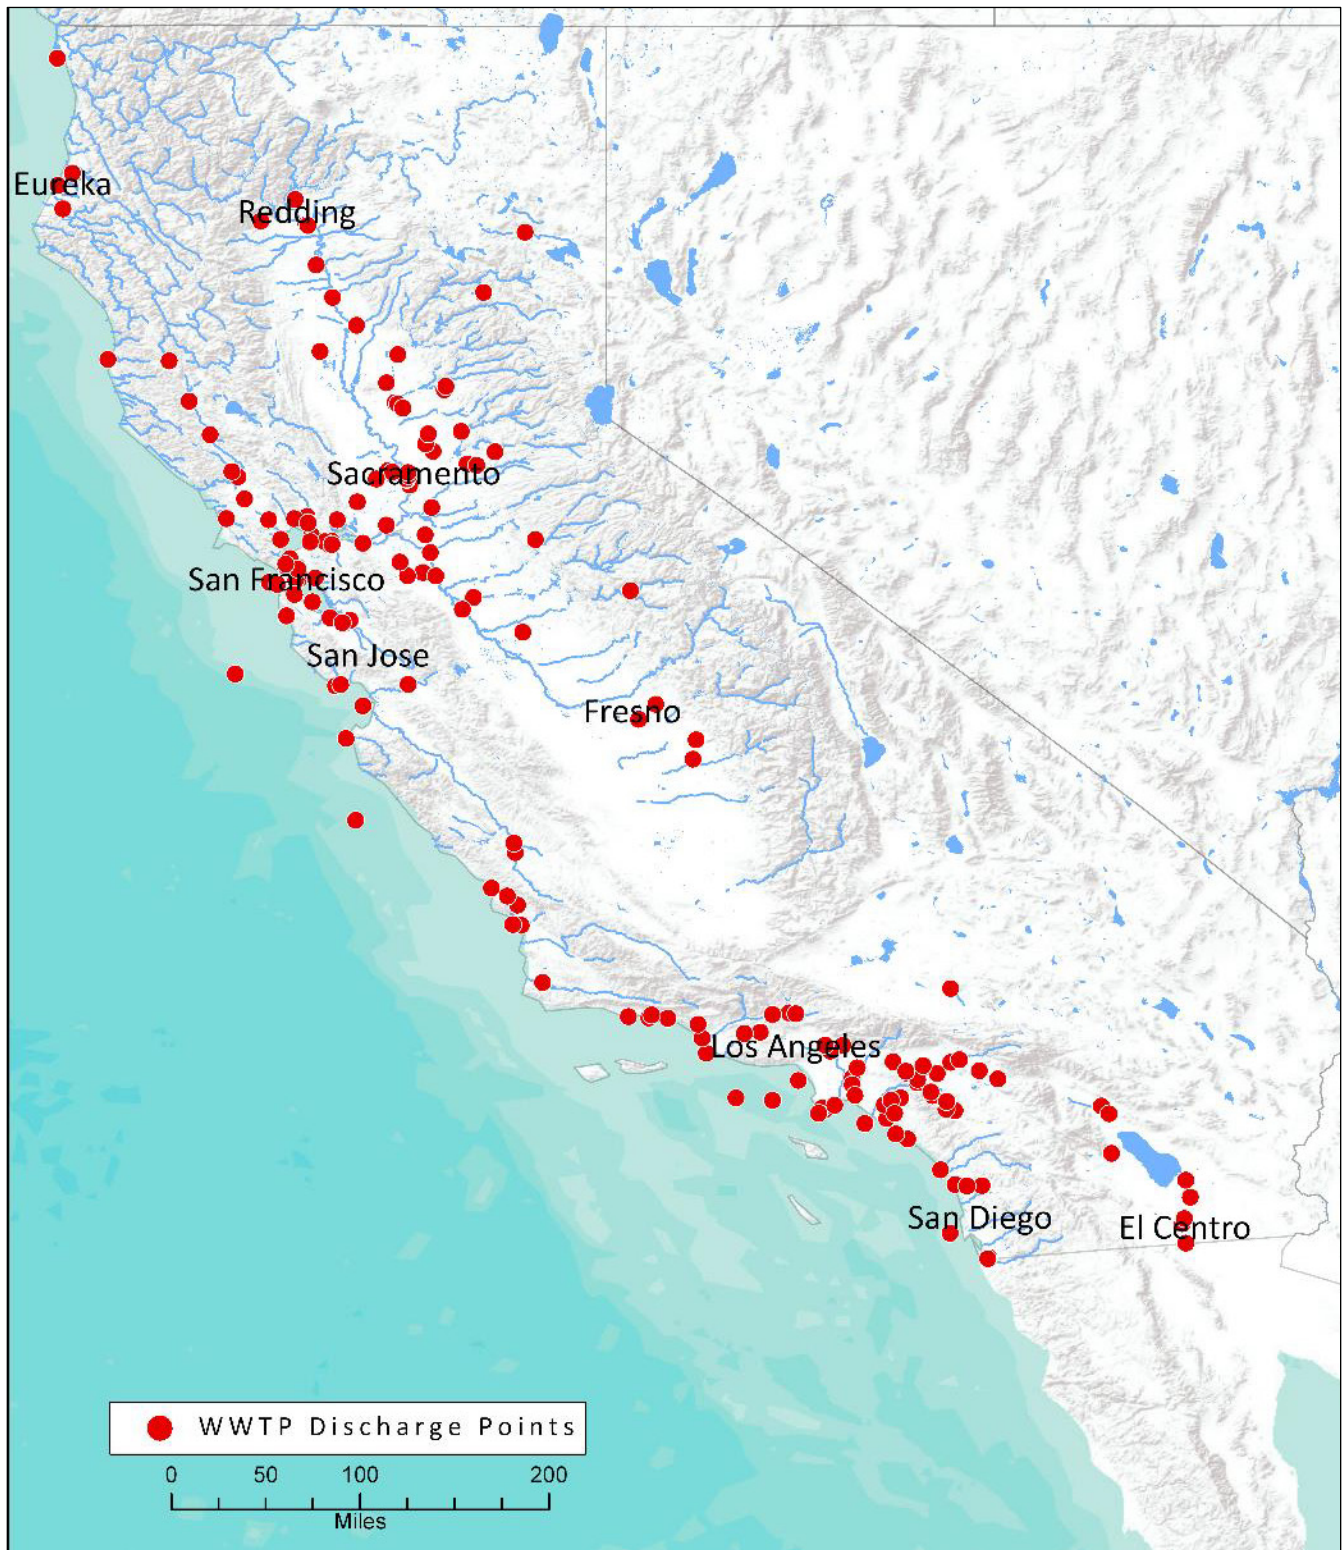 Eureka
Redding
Sacramento
San Francisco
San Jose
Fresno
Los Angeles
San Diego
El Centro
WWTP Discharge Points
0 50 100 200
Miles